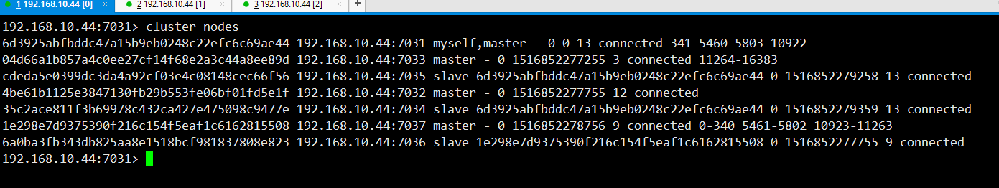 1 192.168.10.44 [0] × 2 192.168.10.44 [1] × 3 192.168.10.44 [2] × +
192.168.10.44:7031> cluster nodes
6d3925abfbddc47a15b9eb0248c22efc6c69ae44 192.168.10.44:7031 myself,master - 0 0 13 connected 341-5460 5803-10922
04d66a1b857a4c0ee27cf14f68e2a3c44a8ee89d 192.168.10.44:7033 master - 0 1516852277255 3 connected 11264-16383
cdeda5e0399dc3da4a92cf03e4c08148cec66f56 192.168.10.44:7035 slave 6d3925abfbddc47a15b9eb0248c22efc6c69ae44 0 1516852279258 13 connected
4be61b1125e3847130fb29b553fe06bf01fd5e1f 192.168.10.44:7032 master - 0 1516852277755 12 connected
35c2ace811f3b69978c432ca427e475098c9477e 192.168.10.44:7034 slave 6d3925abfbddc47a15b9eb0248c22efc6c69ae44 0 1516852279359 13 connected
1e298e7d9375390f216c154f5eaf1c6162815508 192.168.10.44:7037 master - 0 1516852278756 9 connected 0-340 5461-5802 10923-11263
6a0ba3fb343db825aa8e1518bcf981837808e823 192.168.10.44:7036 slave 1e298e7d9375390f216c154f5eaf1c6162815508 0 1516852277755 9 connected
192.168.10.44:7031>